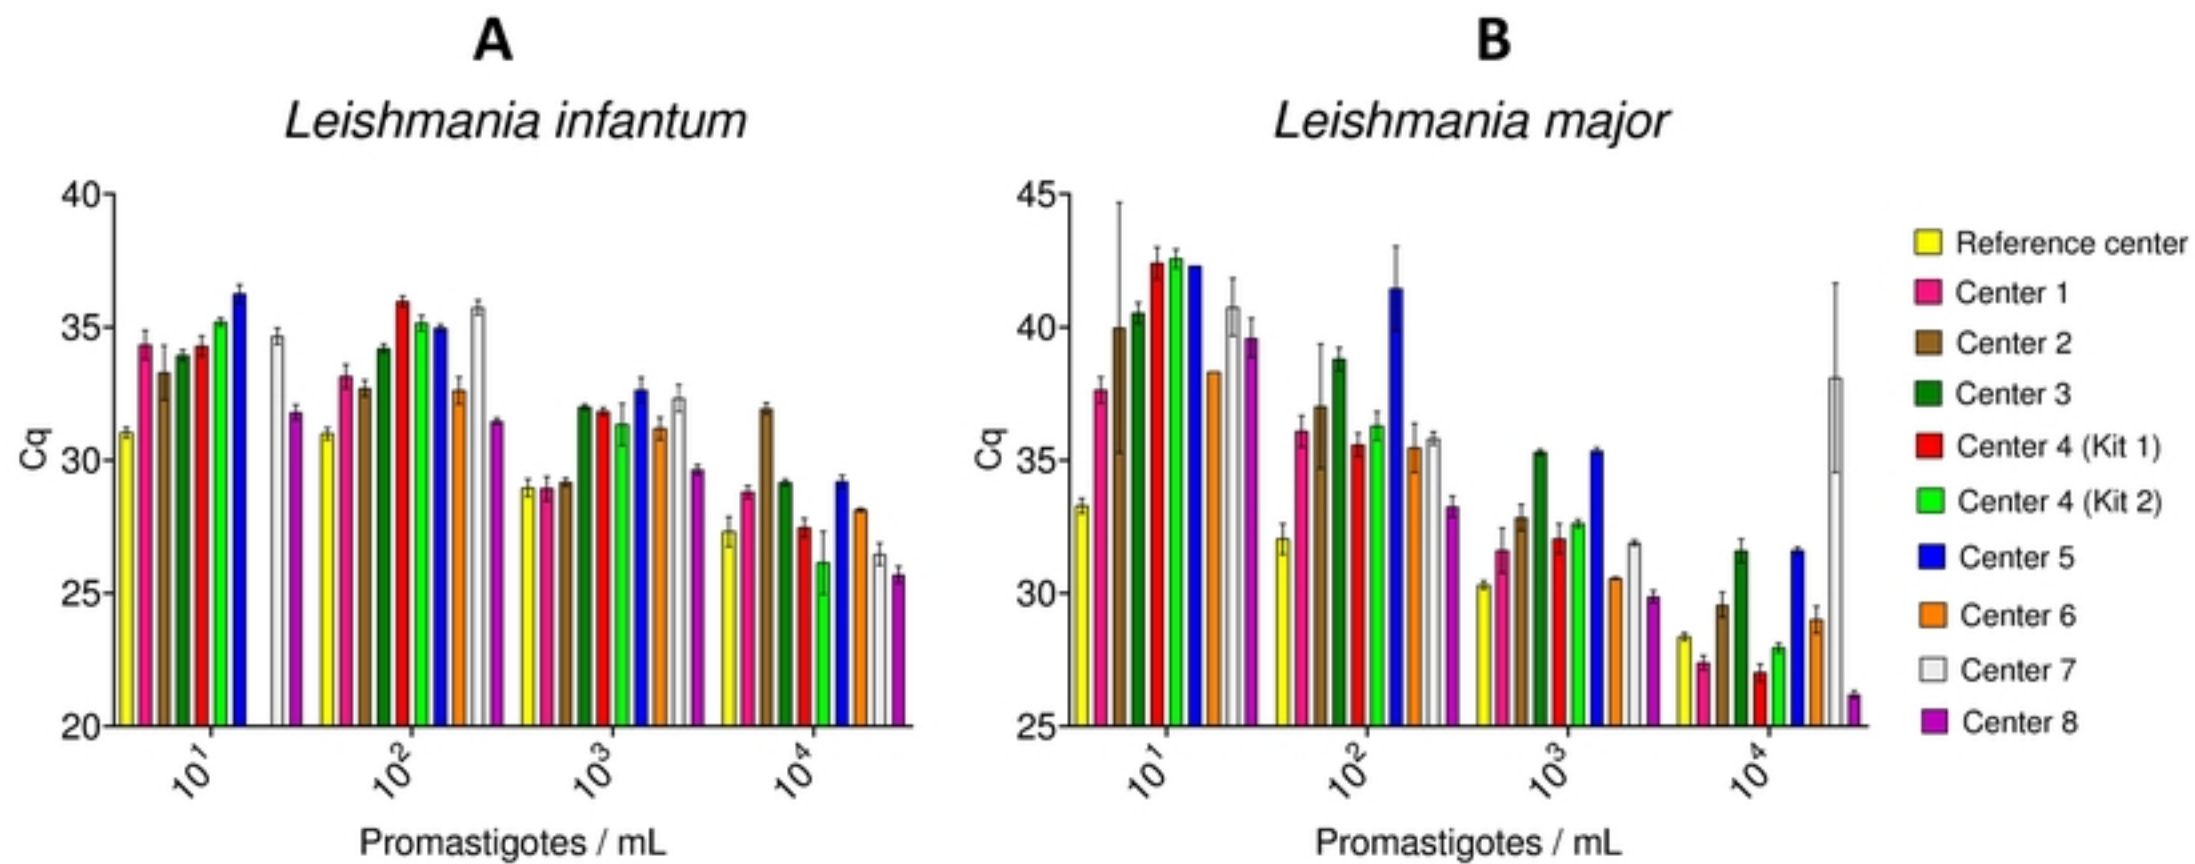 A
Leishmania infantum
40
35
30
25
20
Cq
10¹
10²
10³
10⁴
Promastigotes / mL
B
Leishmania major
45
40
35
30
25
Cq
10¹
10²
10³
10⁴
Promastigotes / mL
Reference center
Center 1
Center 2
Center 3
Center 4 (Kit 1)
Center 4 (Kit 2)
Center 5
Center 6
Center 7
Center 8